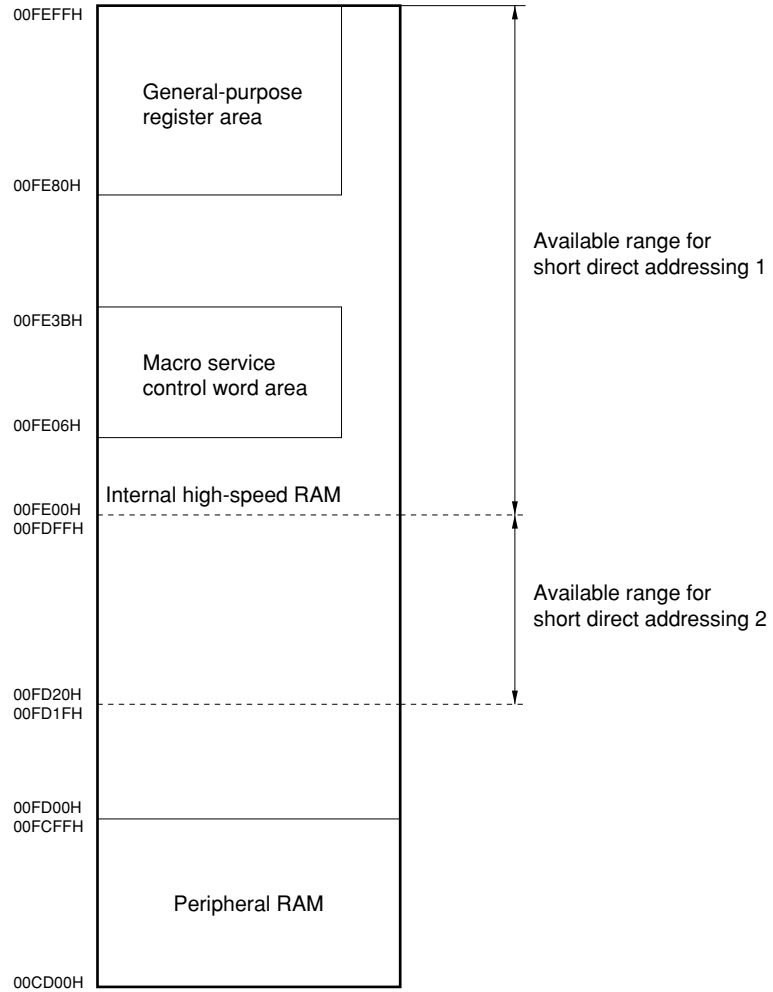 00FEFFH
General-purpose
register area
00FE80H
Available range for
short direct addressing 1
00FE3BH
Macro service
control word area
00FE06H
Internal high-speed RAM
00FE00H
00FDFFH
Available range for
short direct addressing 2
00FD20H
00FD1FH
00FD00H
00FCFFH
Peripheral RAM
00CD00H